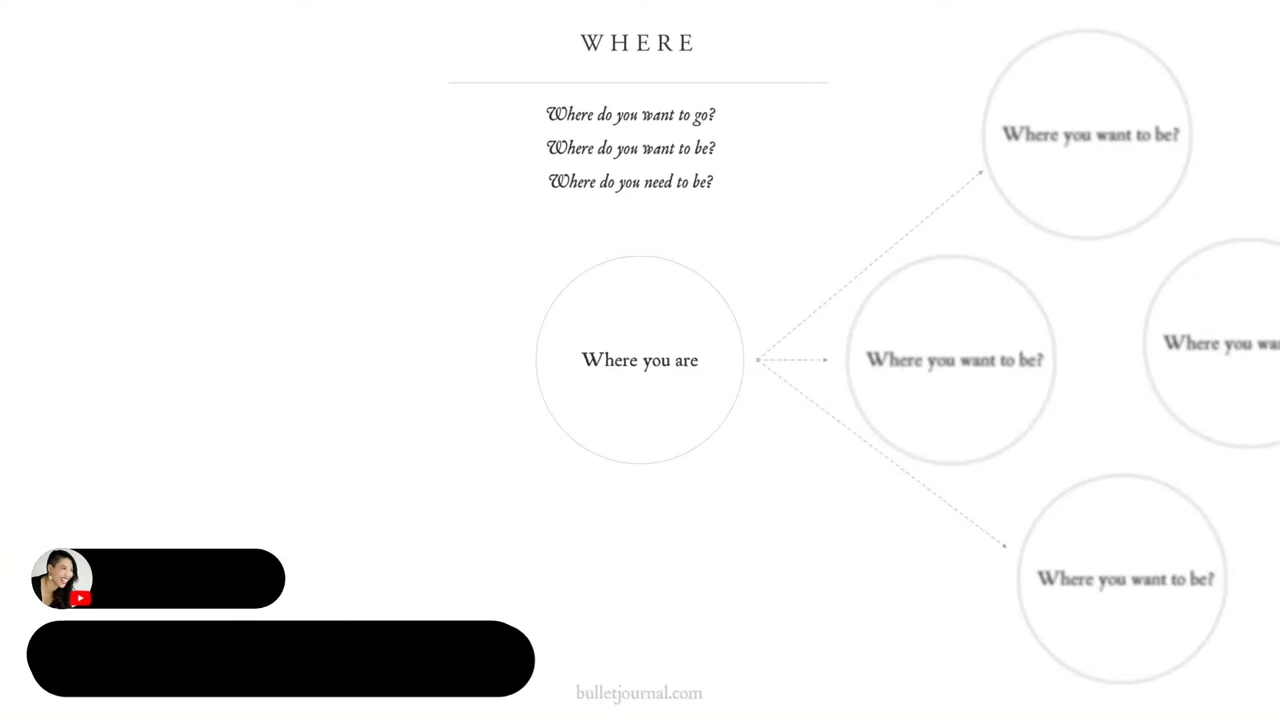 WHERE
Where do you want to go?
Where do you want to be?
Where do you need to be?
Where you want to be?
Where you are
Where you want to be?
Where you
Where you want to be?
bulletjournal.com